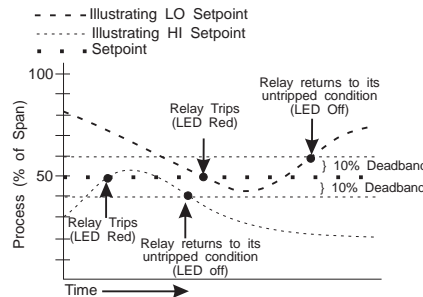 Illustrating LO Setpoint
Illustrating HI Setpoint
Setpoint
100
50
Process (% of Span)
Relay Trips
(LED Red)
Relay returns to its
untripped condition
(LED Off)
} 10% Deadband
} 10% Deadband
Relay Trips
(LED Red)
Relay returns to its
untripped condition
(LED off)
Time